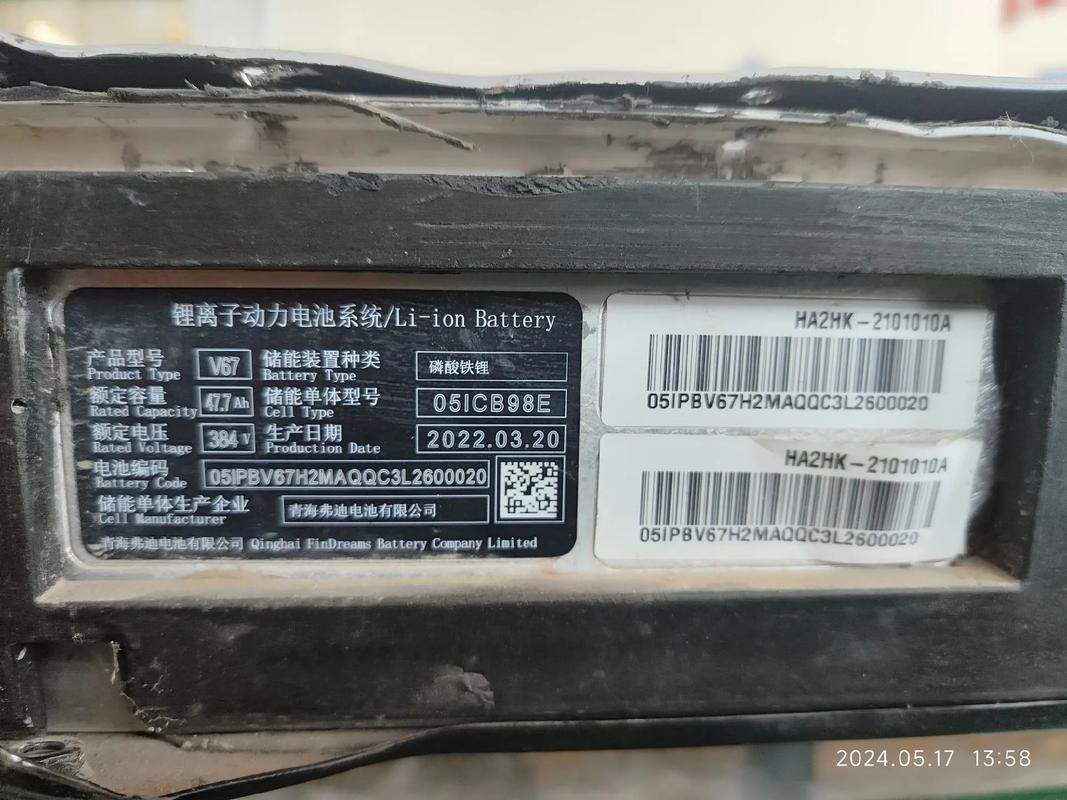 锂离子动力电池系统/Li-ion Battery
产品型号 V67 储能装置种类 磷酸铁锂
Product Type Battery Type
额定容量 47.7 Ah 储能单体型号 05ICB98E
Rated Capacity Cell Type
额定电压 384 V 生产日期 2022.03.20
Rated Voltage Production Date
电池编码 05IPBV67H2MAQQC3L2600020
Battery Code
储能单体生产企业 青海弗迪电池有限公司
Cell Manufacturer
青海弗迪电池有限公司 Qinghai FinDreams Battery Company Limited
HA2HK-2101010A
05IPBV67H2MAQQC3L2600020
HA2HK-2101010A
05IPBV67H2MAQQC3L2600020
2024.05.17 13:58